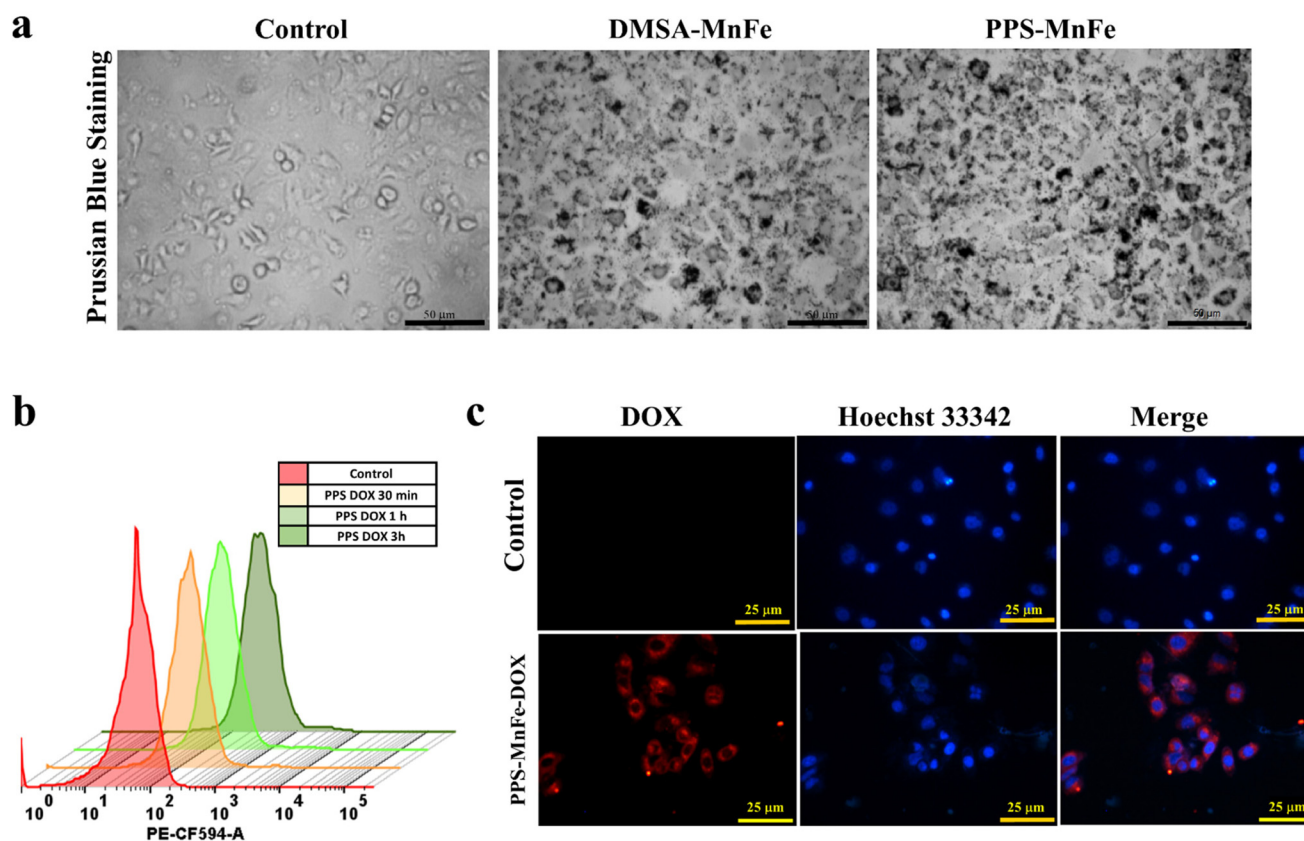 a
Control
DMSA-MnFe
PPS-MnFe
Prussian Blue Staining
50 µm
50 µm
50 µm
b
Control
PPS DOX 30 min
PPS DOX 1 h
PPS DOX 3h
10 0 10 1 10 2 10 3 10 4 10 5
PE-CF594-A
c
DOX
Hoechst 33342
Merge
Control
25 µm
25 µm
25 µm
PPS-MnFe-DOX
25 µm
25 µm
25 µm